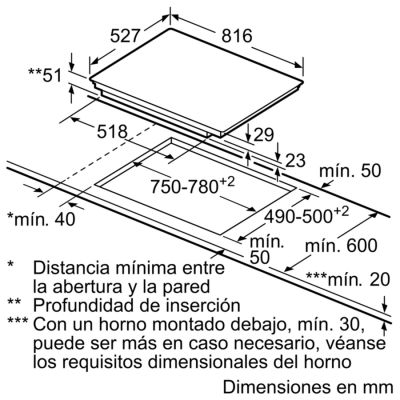 527
816
**51
518
29
23
mín. 50
750-780+2
*mín. 40
490-500+2
mín. 50
mín. 600
***mín. 20
* Distancia mínima entre
la abertura y la pared
** Profundidad de inserción
*** Con un horno montado debajo, mín. 30,
puede ser más en caso necesario, véanse
los requisitos dimensionales del horno
Dimensiones en mm